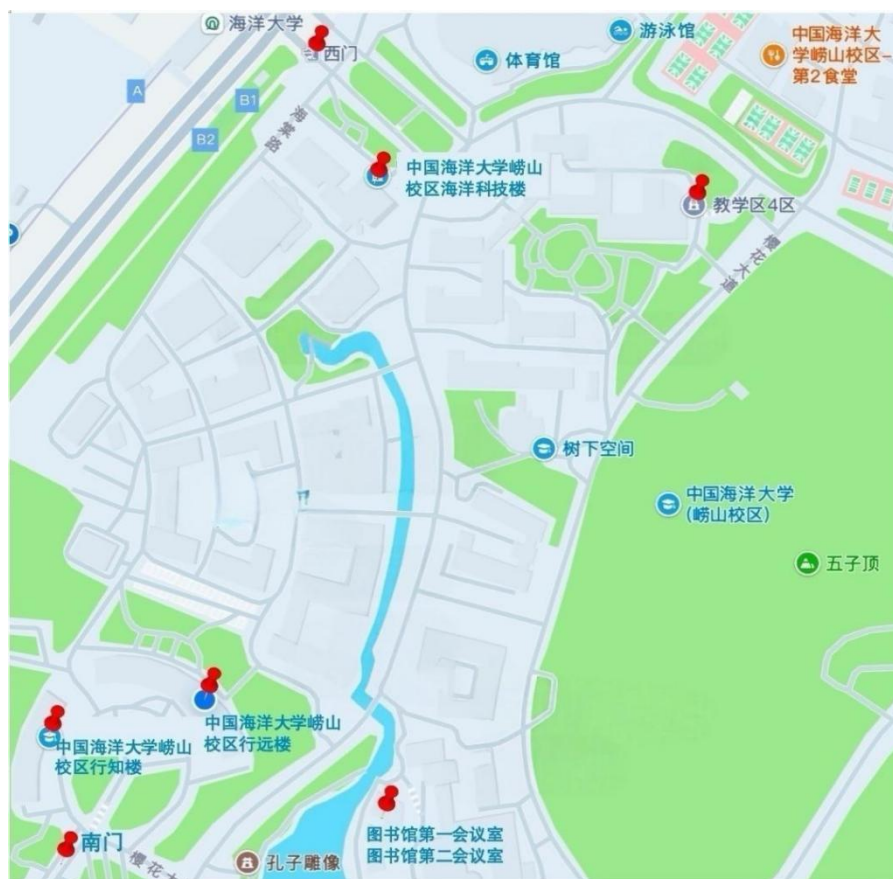 海洋大学
西门
体育馆
游泳馆
中国海洋大
学崂山校区-
第2食堂
A
B1
B2
海棠路
中国海洋大学崂山
校区海洋科技楼
教学区4区
樱花大道
树下空间
中国海洋大学
(崂山校区)
五子顶
中国海洋大学崂山
校区行远楼
中国海洋大学崂山
校区行知楼
南门
樱花大
孔子雕像
图书馆第一会议室
图书馆第二会议室